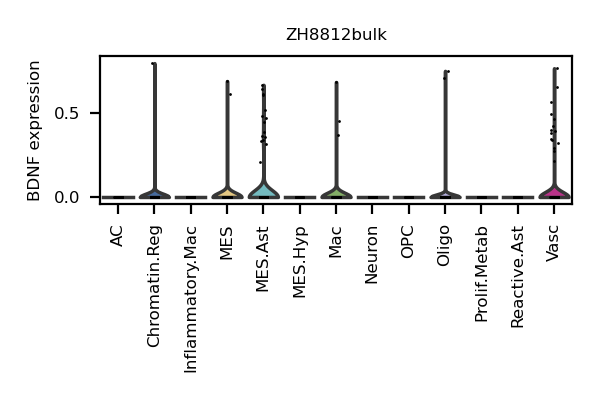 ZH8812bulk
BDNF expression
0.5
0.0
AC
Chromatin.Reg
Inflammatory.Mac
MES
MES.Ast
MES.Hyp
Mac
Neuron
OPC
Oligo
Prolif.Metab
Reactive.Ast
Vasc